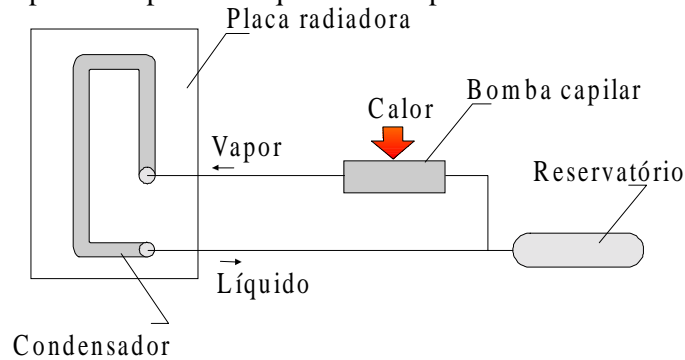 Placa radiadora
Calor
Bomba capilar
Vapor
Reservatório
Líquido
Condensador